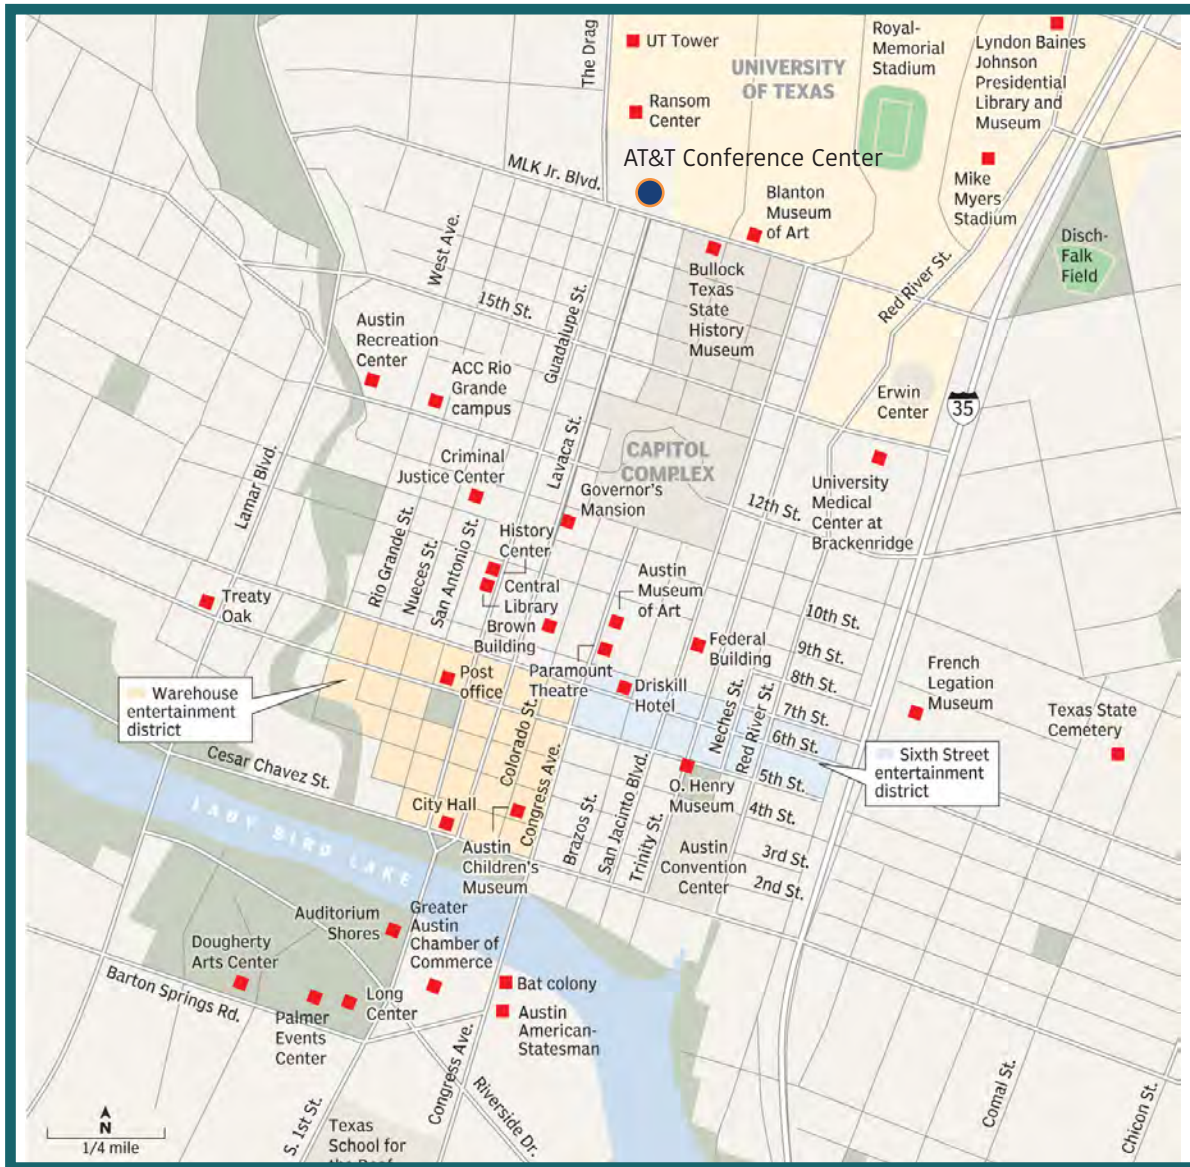 The Drag
UT Tower
UNIVERSITY
OF TEXAS
Royal-
Memorial
Stadium
Lyndon Baines
Johnson
Presidential
Library and
Museum
Ransom
Center
AT&T Conference Center
MLK Jr. Blvd.
Blanton
Museum
of Art
Mike
Myers
Stadium
Disch-
Falk
Field
West Ave.
Bullock
Texas
State
History
Museum
Red River St.
15th St.
Guadalupe St.
Austin
Recreation
Center
ACC Rio
Grande
campus
Erwin
Center
35
Lavaca St.
CAPITOL
COMPLEX
Criminal
Justice Center
Lamar Blvd.
Governor's
Mansion
University
Medical
Center at
Brackenridge
12th St.
Rio Grande St.
Nueces St.
San Antonio St.
History
Center
Central
Library
Brown
Building
Austin
Museum
of Art
Treaty
Oak
10th St.
9th St.
8th St.
7th St.
6th St.
5th St.
4th St.
3rd St.
2nd St.
Federal
Building
French
Legation
Museum
Texas State
Cemetery
Post
office
Paramount
Theatre
Driskill
Hotel
Neches St.
Red River St.
Warehouse
entertainment
district
Colorado St.
Congress Ave.
Sixth Street
entertainment
district
Cesar Chavez St.
LADY BIRD LAKE
City Hall
Austin
Children's
Museum
Brazos St.
San Jacinto Blvd.
Trinity St.
O. Henry
Museum
Austin
Convention
Center
Auditorium
Shores
Greater
Austin
Chamber of
Commerce
Dougherty
Arts Center
Barton Springs Rd.
Palmer
Events
Center
Long
Center
Bat colony
Austin
American-
Statesman
Congress Ave.
Riverside Dr.
S. 1st St.
Texas
School for
the Deaf
Comal St.
Chicon St.
N
1/4 mile